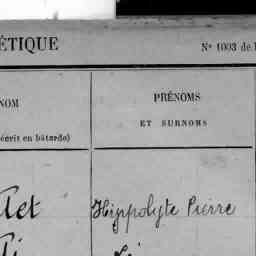 ÉTIQUE
N° 1003 de
NOM PRÉNOMS
ET SURNOMS
écrit en bâtarde)
Hippolyte Pierre